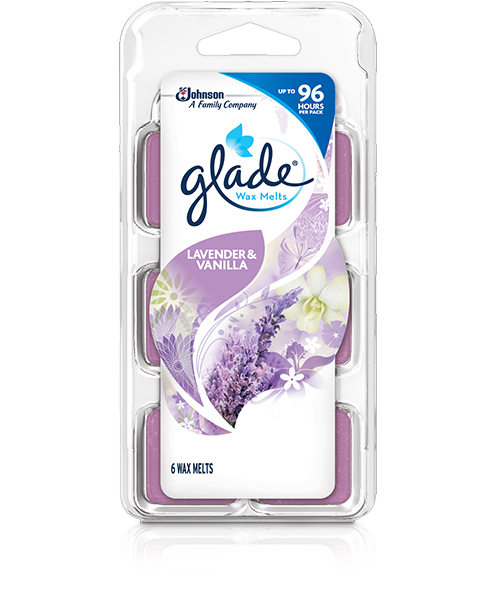 SC Johnson
A Family Company
UP TO 96
HOURS
PER PACK
glade®
Wax Melts
LAVENDER &
VANILLA
6 WAX MELTS